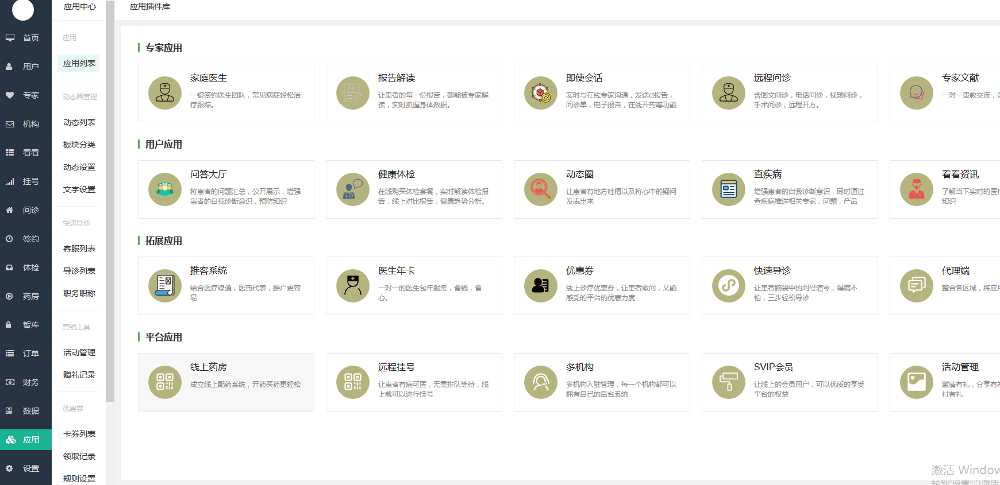 首页
用户
专家
机构
看看
挂号
问诊
签约
体检
药房
智库
订单
财务
数据
应用
设置
应用中心
应用
应用列表
动态圈管理
动态列表
板块分类
动态设置
文字设置
快速导诊
客服列表
导诊列表
职务职称
营销工具
活动管理
赠礼记录
优惠券
卡券列表
领取记录
规则设置
应用插件库
专家应用
家庭医生
一键签约医生团队，常见病症轻松治
疗跟踪。
报告解读
让患者的每一份报告，都能被专家解
读，实时抓握身体数据。
即使会话
实时与在线专家沟通，发送ct报告，
问诊单，电子报告，在线开药等功能
远程问诊
含图文问诊，电话问诊，视频问诊，
手术问诊，远程开方。
专家文献
一对一患教交流，
用户应用
问答大厅
将患者的问题汇总，公开展示，增强
患者的自我诊断意识，预防知识
健康体检
在线购买体检套餐，实时解读体检报
告，线上对比报告，健康趋势分析。
动态圈
让患者有地方吐槽以及将心中的疑问
发表出来
查疾病
增强患者的自我诊断意识，同时通过
查疾病推送相关专家，问题，产品
看看资讯
了解当下实时的医疗
知识
拓展应用
推客系统
结合医疗绿通，医药代表，推广更容
易
医生年卡
一对一的医生包年服务，省钱，省
心。
优惠券
线上诊疗优惠券，让患者敢问，又能
感受的平台的优惠力度
快速导诊
让患者脑袋中的问号清零，得病不
怕，三步轻松导诊
代理端
整合各区域，将应用
平台应用
线上药房
成立线上配药系统，开药买药更轻松
远程挂号
让患者有病可医，无需排队等待，线
上就可以进行挂号
多机构
多机构入驻管理，每一个机构都可以
拥有自己的后台系统
SVIP会员
让线上的会员用户，可以优质的享受
平台的权益
活动管理
邀请有礼，分享有礼
付有礼
激活 Window
转到"设置"以激活